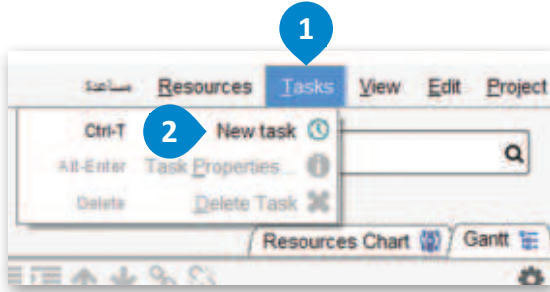 1
Project Edit View Tasks Resources مساعدة
2
New task Ctrl-T
Task Properties... Alt-Enter
Delete Task Delete
Gantt Resources Chart